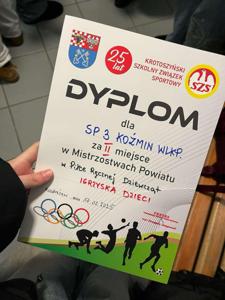 25 lat
KROTOSZYŃSKI
SZKOLNY ZWIĄZEK
SPORTOWY
SZS
DYPLOM
dla
SP 3 KOŹMIN WLKP.
za II miejsce
w Mistrzostwach Powiatu
w Piłce Ręcznej Dziewcząt
IGRZYSKA DZIECI